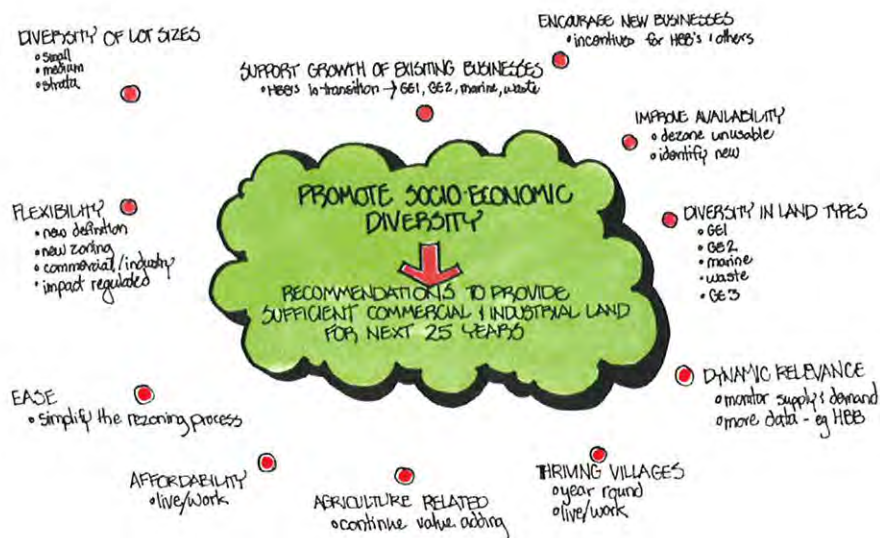 DIVERSITY OF LOT SIZES
• small
• medium
• strata
SUPPORT GROWTH OF EXISITING BUSINESSES
• HBB's to transition → GE1, GE2, marine, waste
ENCOURAGE NEW BUSINESSES
• incentives for HBB's & others
IMPROVE AVAILABILITY
• dezone unusable
• identify new
FLEXIBILITY
• new definition
• new zoning
• commercial/industry
• impact regulated
PROMOTE SOCIO-ECONOMIC
DIVERSITY
RECOMMENDATIONS TO PROVIDE
SUFFICIENT COMMERCIAL & INDUSTRIAL LAND
FOR NEXT 25 YEARS
DIVERSITY IN LAND TYPES
• GE1
• GE2
• marine
• waste
• GE3
EASE
• simplify the rezoning process
DYNAMIC RELEVANCE
• monitor supply & demand
• more data - eg HBB
AFFORDABILITY
• live/work
AGRICULTURE RELATED
• continue value adding
THRIVING VILLAGES
• year round
• live/work